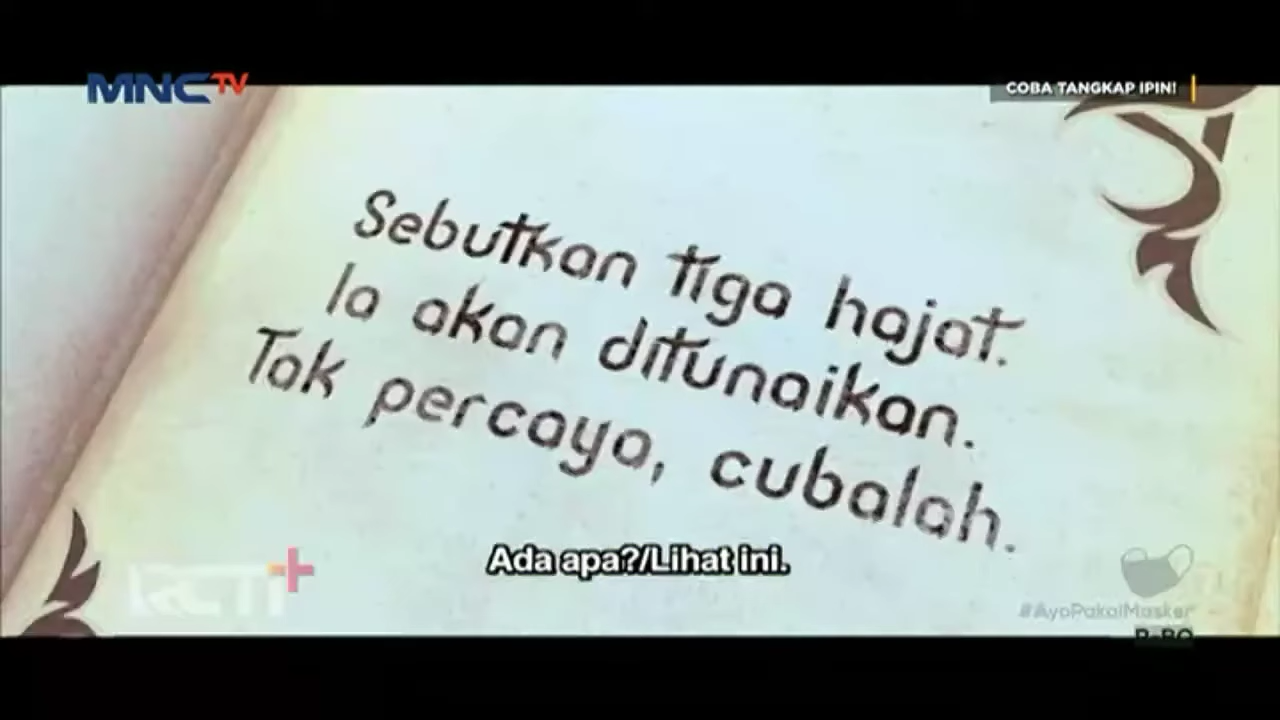 MNCTV
COBA TANGKAP IPIN!
Sebutkan tiga hajat.
Ia akan ditunaikan.
Tak percaya, cubalah.
Ada apa?/Lihat ini.
RCTI+
#AyoPakaiMasker
R-BO